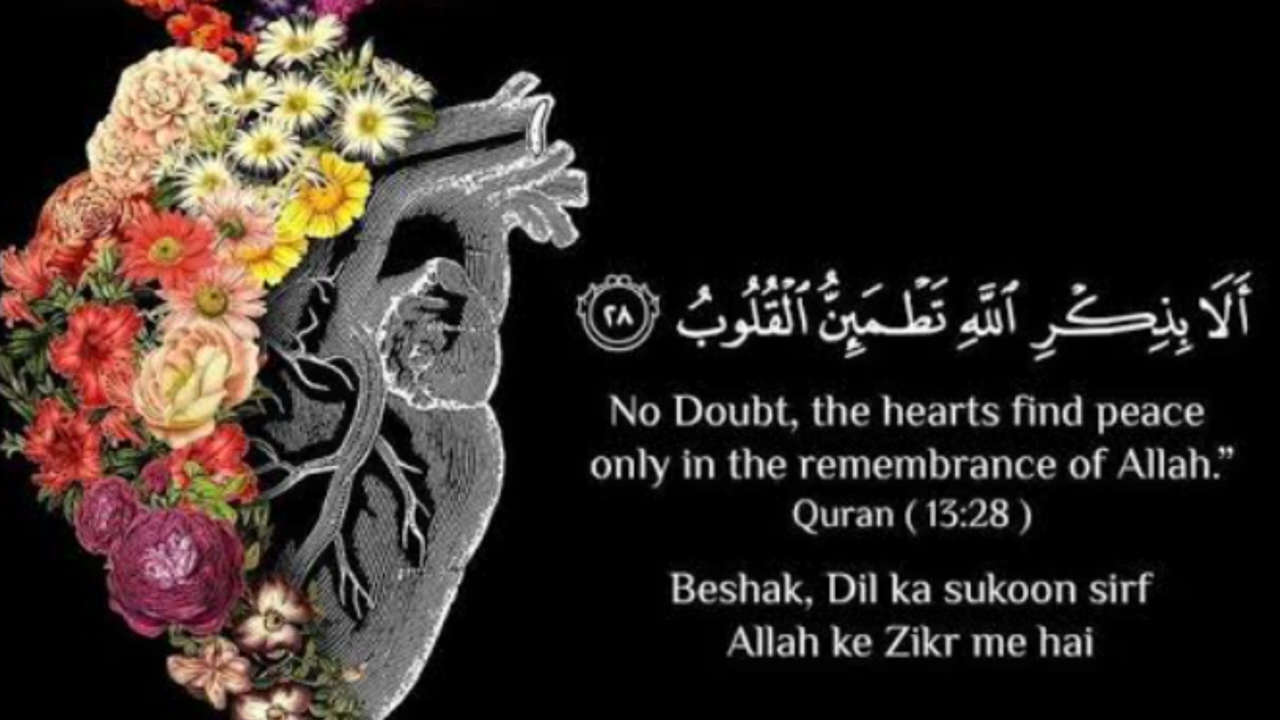 أَلَا بِذِكْرِ ٱللَّهِ تَطْمَئِنُّ ٱلْقُلُوبُ ٢٨
No Doubt, the hearts find peace
only in the remembrance of Allah.”
Quran ( 13:28 )
Beshak, Dil ka sukoon sirf
Allah ke Zikr me hai